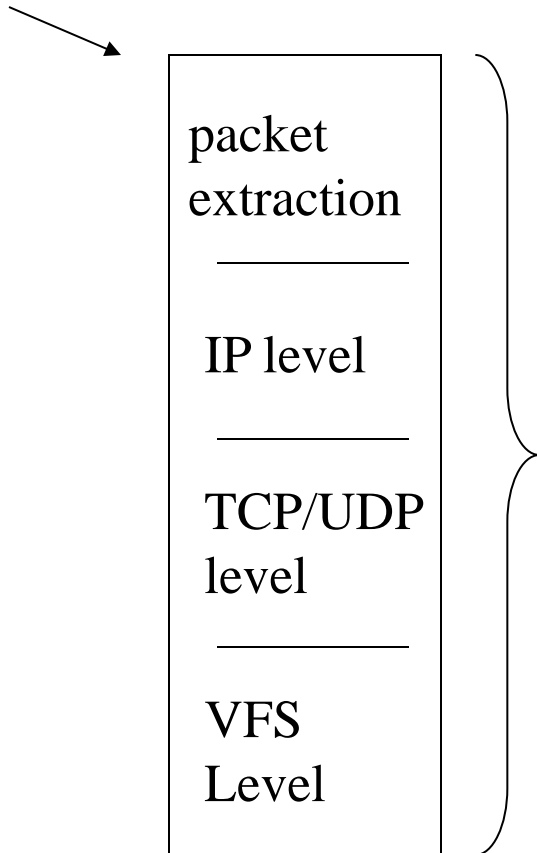 packet
extraction
IP level
TCP/UDP
level
VFS
Level